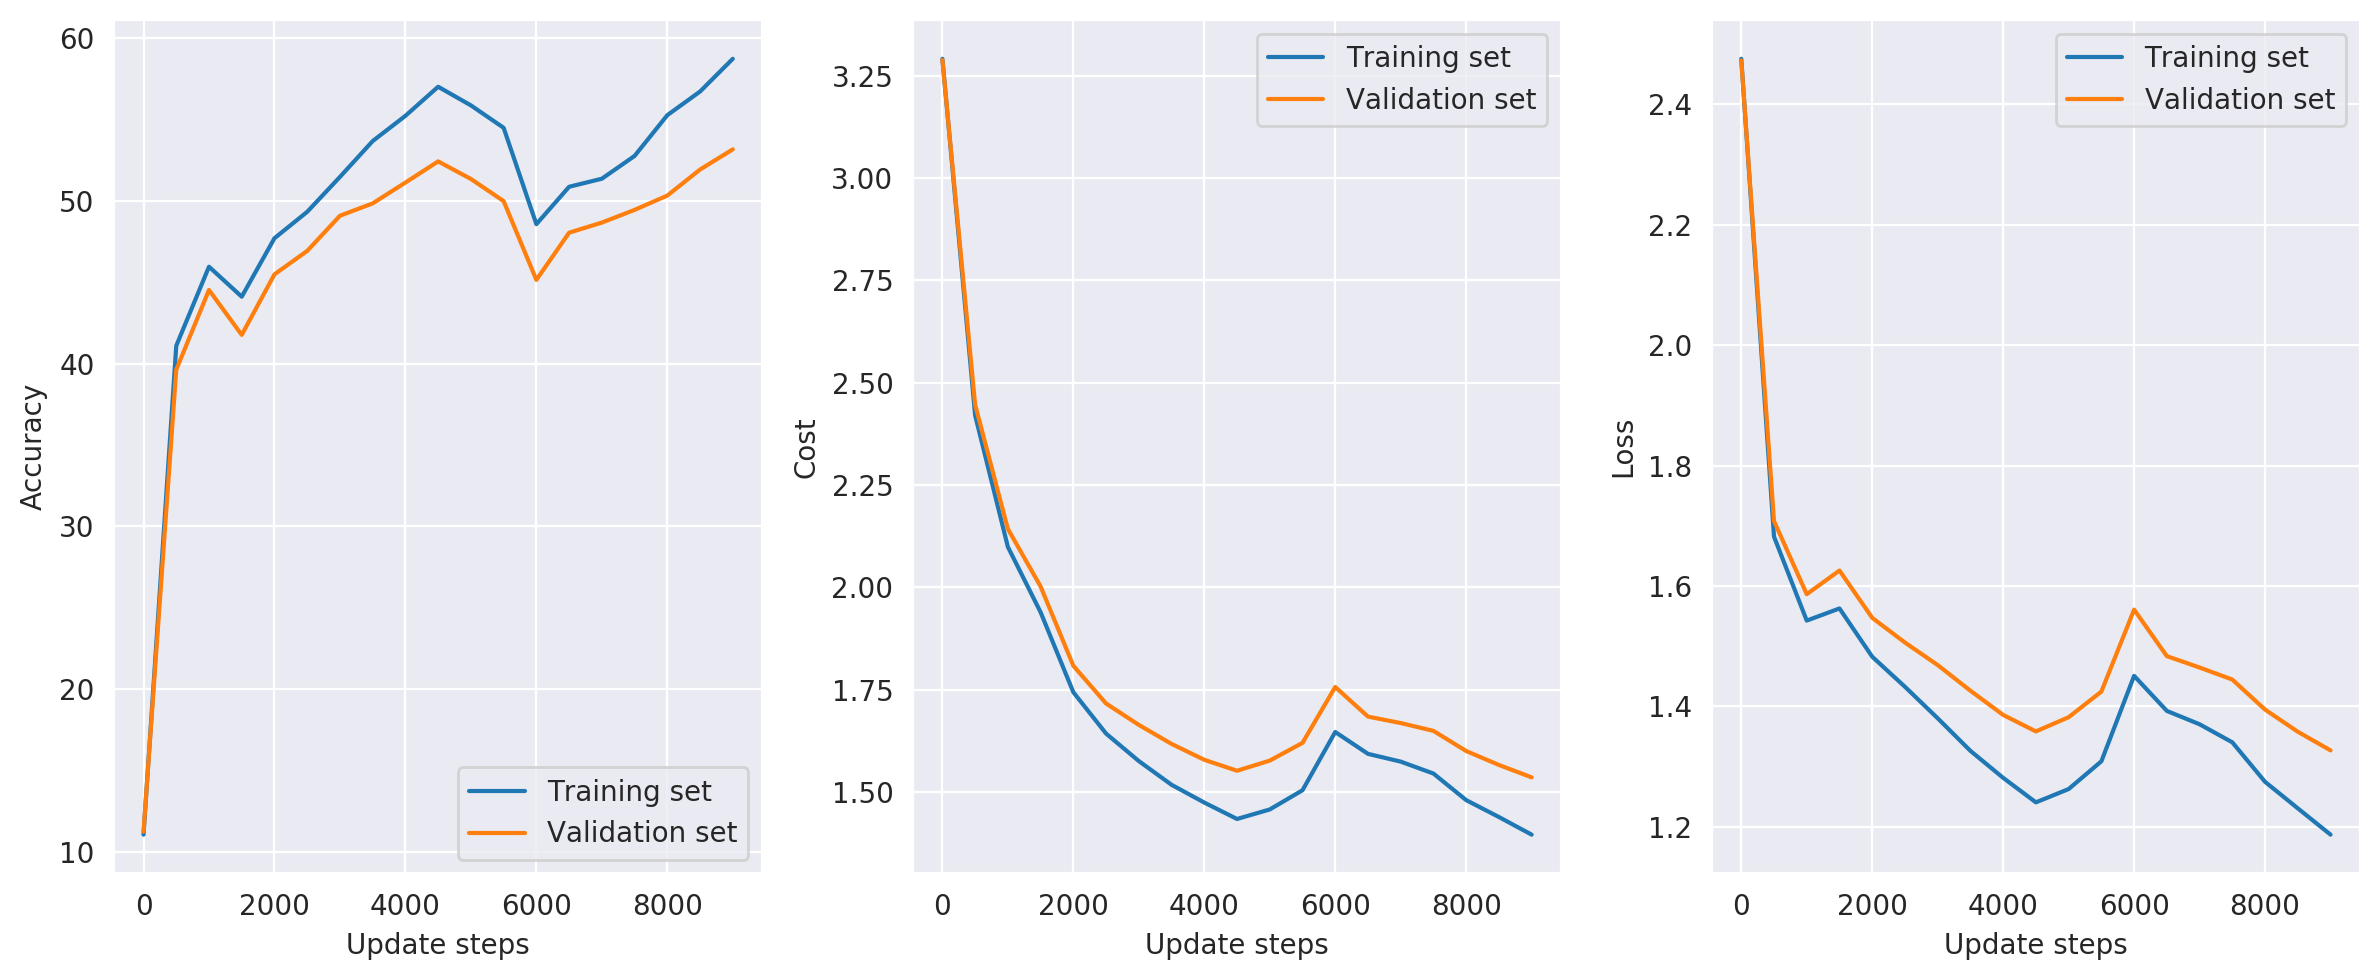 Accuracy
60
50
40
30
20
10
0 2000 4000 6000 8000
Update steps
Training set
Validation set
Cost
3.25
3.00
2.75
2.50
2.25
2.00
1.75
1.50
0 2000 4000 6000 8000
Update steps
Training set
Validation set
Loss
2.4
2.2
2.0
1.8
1.6
1.4
1.2
0 2000 4000 6000 8000
Update steps
Training set
Validation set